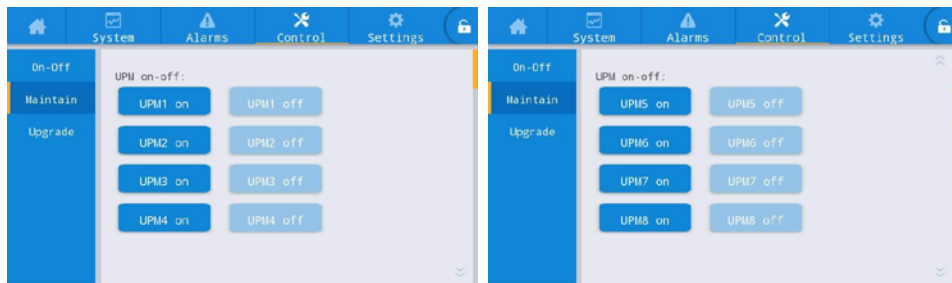 System Alarms Control Settings
On-Off
Maintain
Upgrade
UPM on-off:
UPM1 on UPM1 off
UPM2 on UPM2 off
UPM3 on UPM3 off
UPM4 on UPM4 off
System Alarms Control Settings
On-Off
Maintain
Upgrade
UPM on-off:
UPM5 on UPM5 off
UPM6 on UPM6 off
UPM7 on UPM7 off
UPM8 on UPM8 off